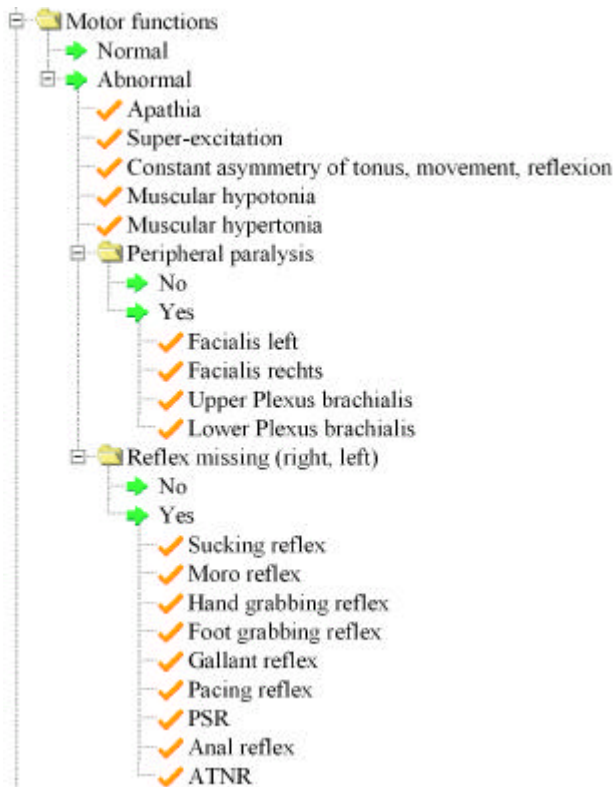 Motor functions
Normal
Abnormal
Apathia
Super-excitation
Constant asymmetry of tonus, movement, reflexion
Muscular hypotonia
Muscular hypertonia
Peripheral paralysis
No
Yes
Facialis left
Facialis rechts
Upper Plexus brachialis
Lower Plexus brachialis
Reflex missing (right, left)
No
Yes
Sucking reflex
Moro reflex
Hand grabbing reflex
Foot grabbing reflex
Gallant reflex
Pacing reflex
PSR
Anal reflex
ATNR